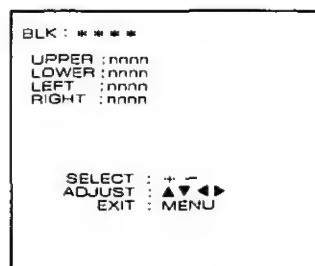 BLK : * * * *
UPPER : nnnn
LOWER : nnnn
LEFT : nnnn
RIGHT : nnnn
SELECT : + −
ADJUST : ▲▼◀▶
EXIT : MENU